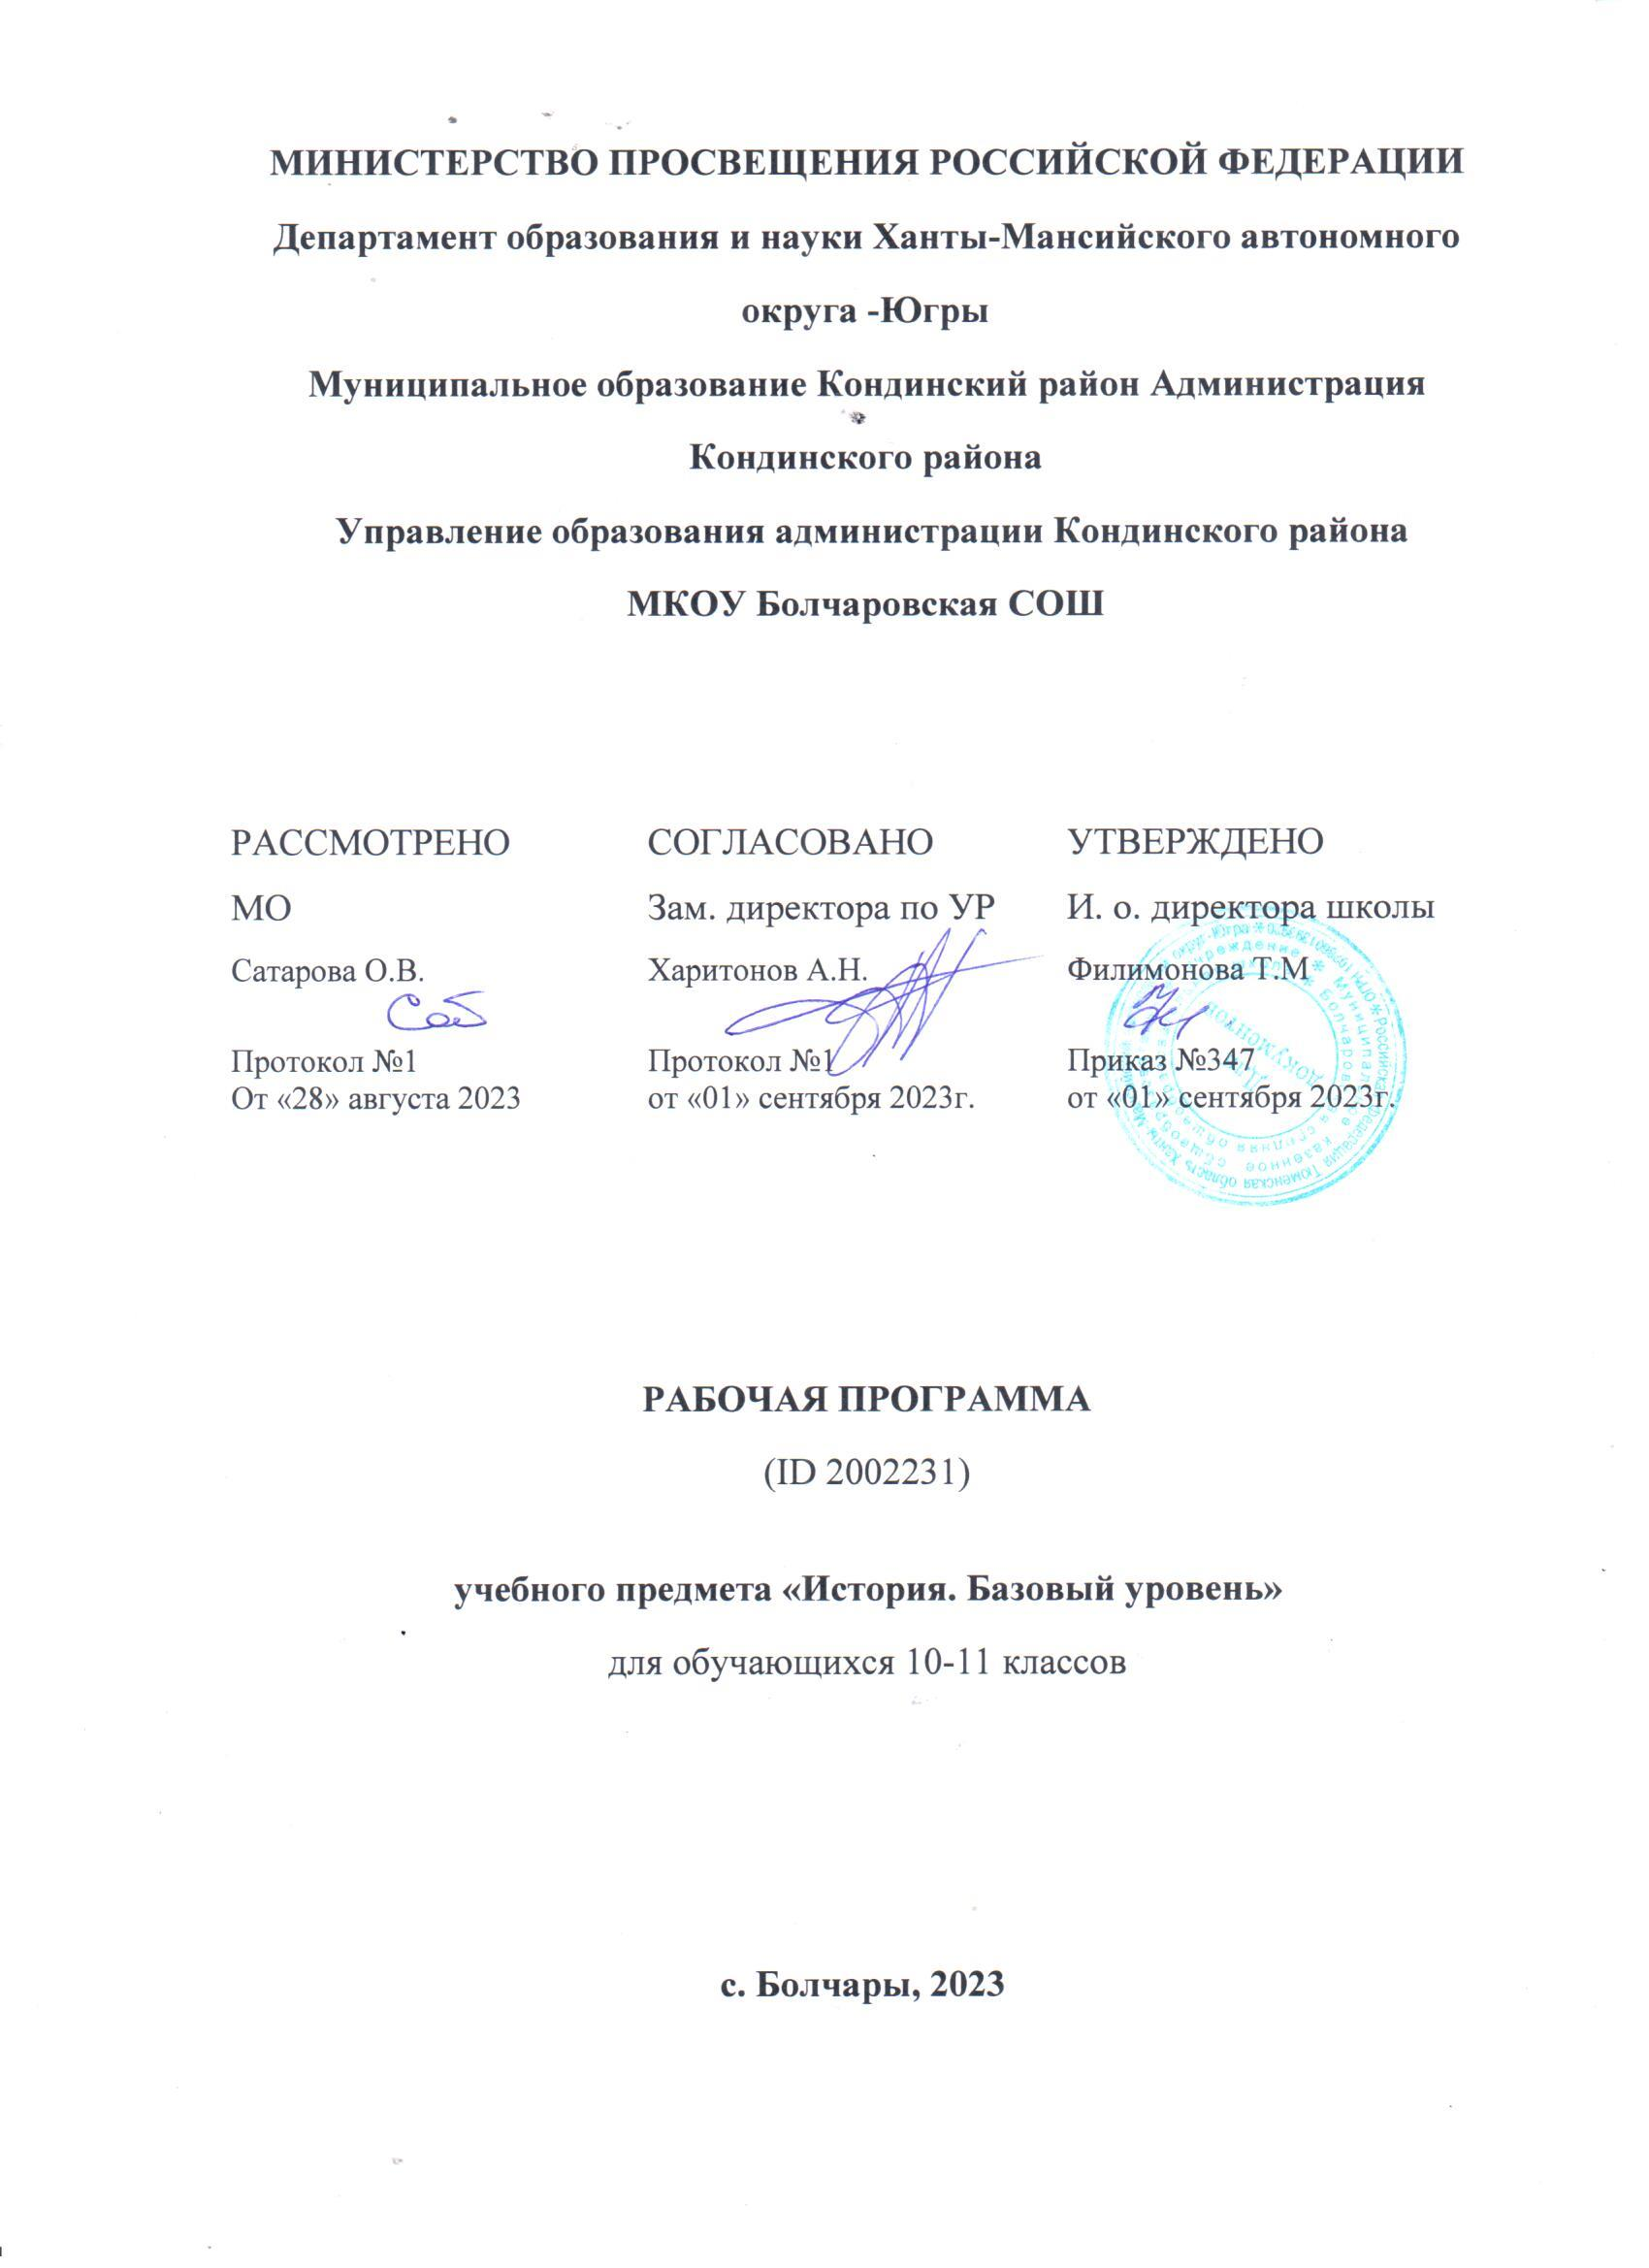 МИНИСТЕРСТВО ПРОСВЕЩЕНИЯ РОССИЙСКОЙ ФЕДЕРАЦИИ
Департамент образования и науки Ханты-Мансийского автономного
округа -Югры
Муниципальное образование Кондинский район Администрация
Кондинского района
Управление образования администрации Кондинского района
МКОУ Болчаровская СОШ
РАССМОТРЕНО
МО
Сатарова О.В.
Протокол №1
От «28» августа 2023
СОГЛАСОВАНО
Зам. директора по УР
Харитонов А.Н.
Протокол №1
от «01» сентября 2023г.
УТВЕРЖДЕНО
И. о. директора школы
Филимонова Т.М
Приказ №347
от «01» сентября 2023г.
Для
документов
РАБОЧАЯ ПРОГРАММА
(ID 2002231)
учебного предмета «История. Базовый уровень»
для обучающихся 10-11 классов
с. Болчары, 2023